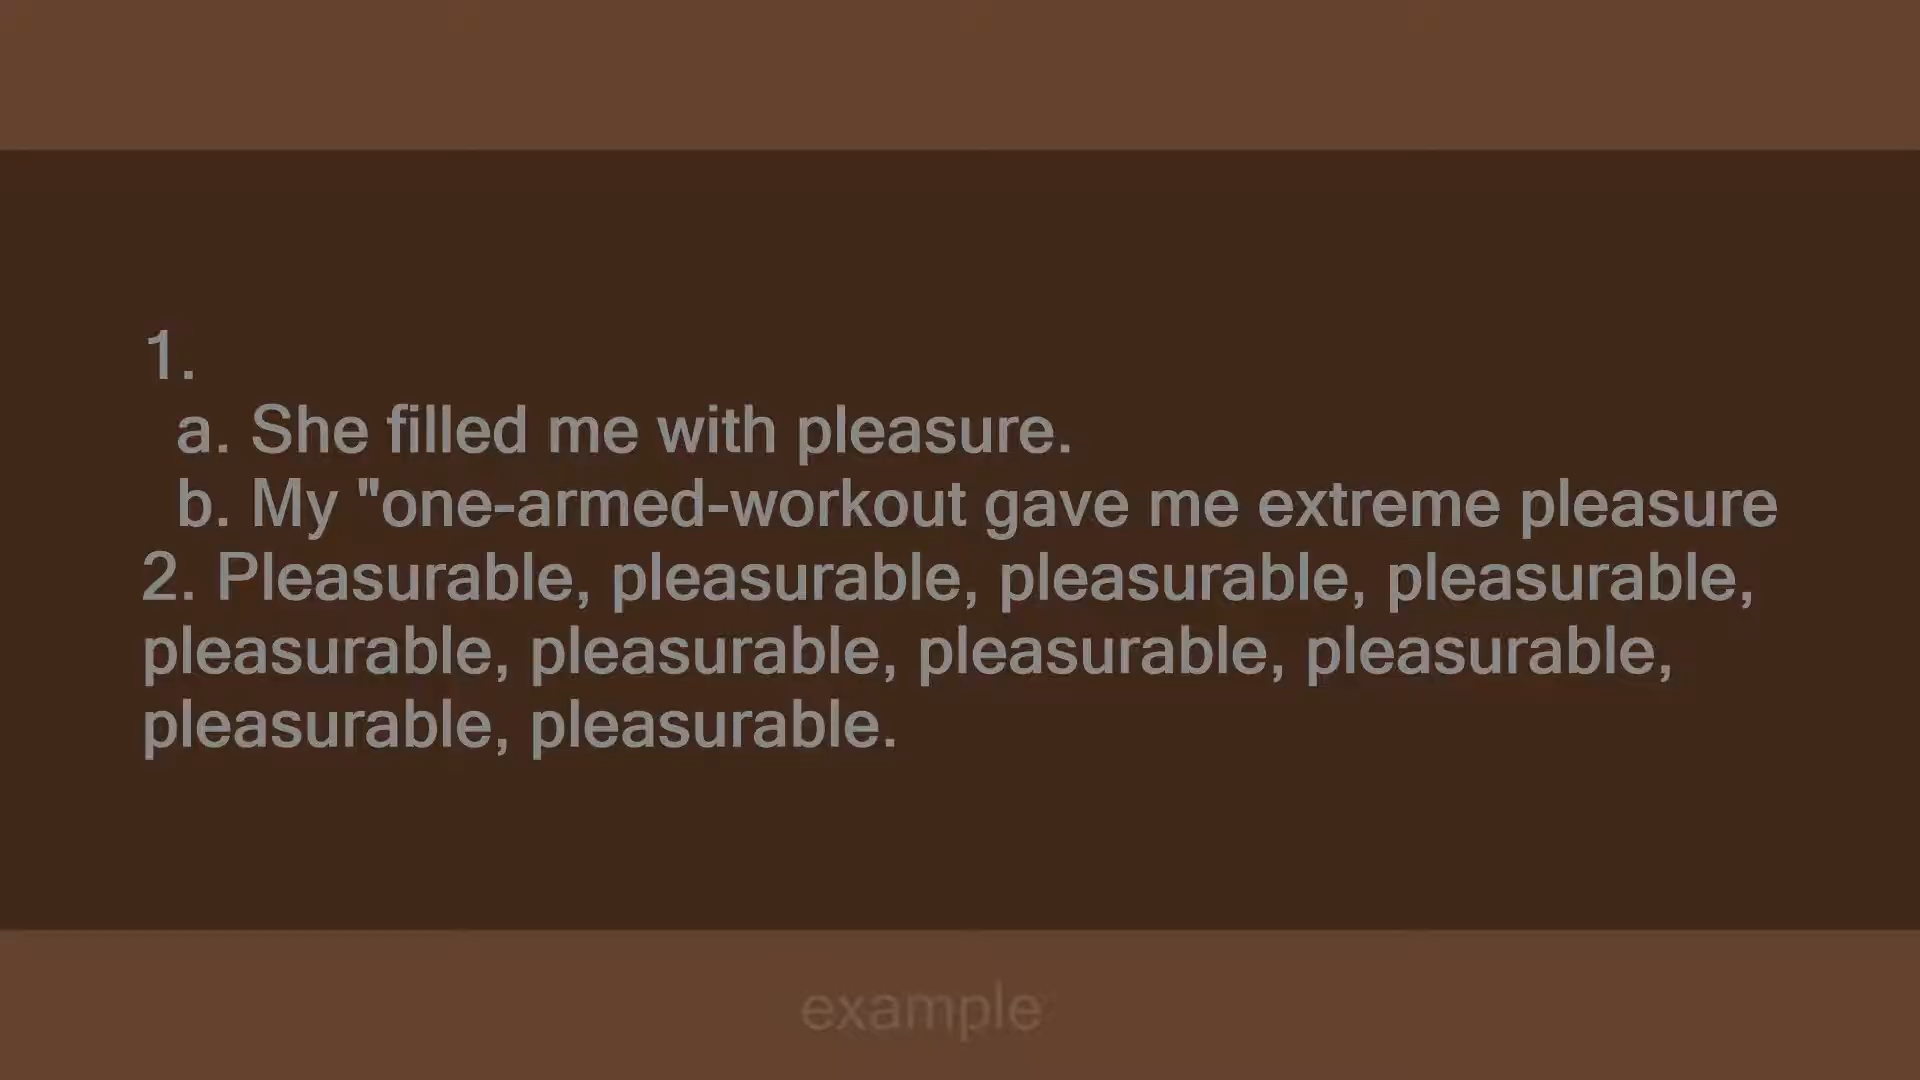 1.
a. She filled me with pleasure.
b. My "one-armed-workout gave me extreme pleasure
2. Pleasurable, pleasurable, pleasurable, pleasurable,
pleasurable, pleasurable, pleasurable, pleasurable,
pleasurable, pleasurable.
example